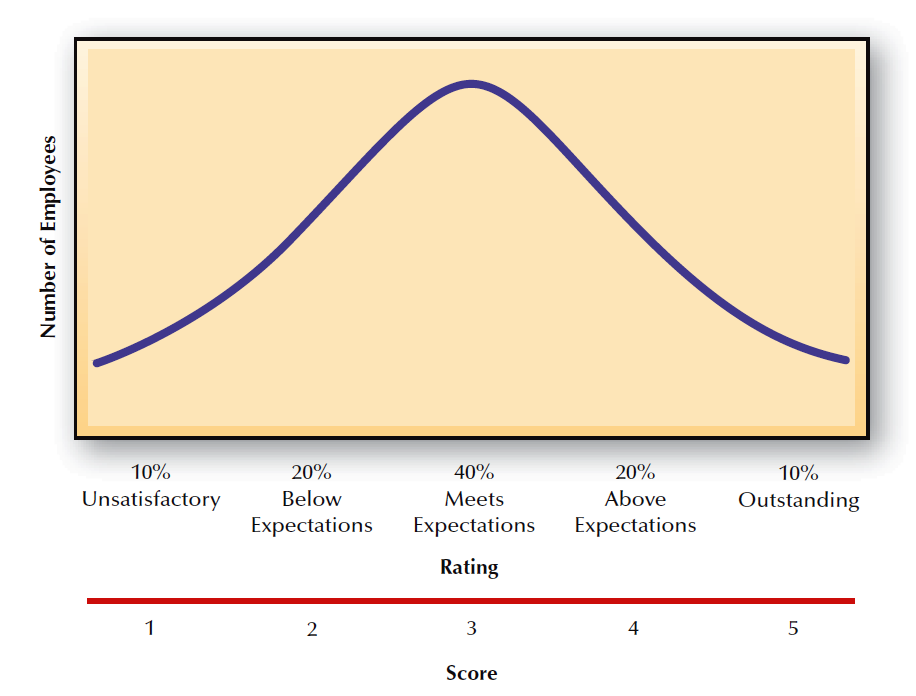 Number of Employees
10% 20% 40% 20% 10%
Unsatisfactory Below Meets Above Outstanding
Expectations Expectations Expectations
Rating
1 2 3 4 5
Score